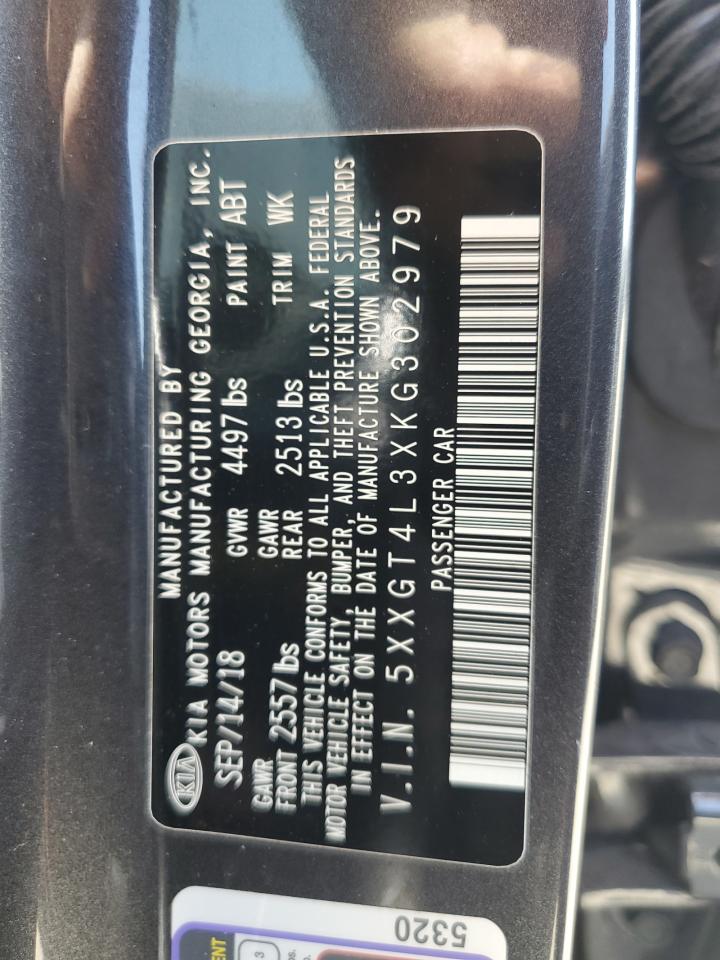 KIA
MANUFACTURED BY
KIA MOTORS MANUFACTURING GEORGIA, INC.
SEP/14/18 GVWR 4497 lbs PAINT ABT
GAWR FRONT 2557 lbs GAWR REAR 2513 lbs TRIM WK
THIS VEHICLE CONFORMS TO ALL APPLICABLE U.S.A. FEDERAL
MOTOR VEHICLE SAFETY, BUMPER, AND THEFT PREVENTION STANDARDS
IN EFFECT ON THE DATE OF MANUFACTURE SHOWN ABOVE.
V.I.N. 5XXGT4L3XKG302979
PASSENGER CAR
5320
3